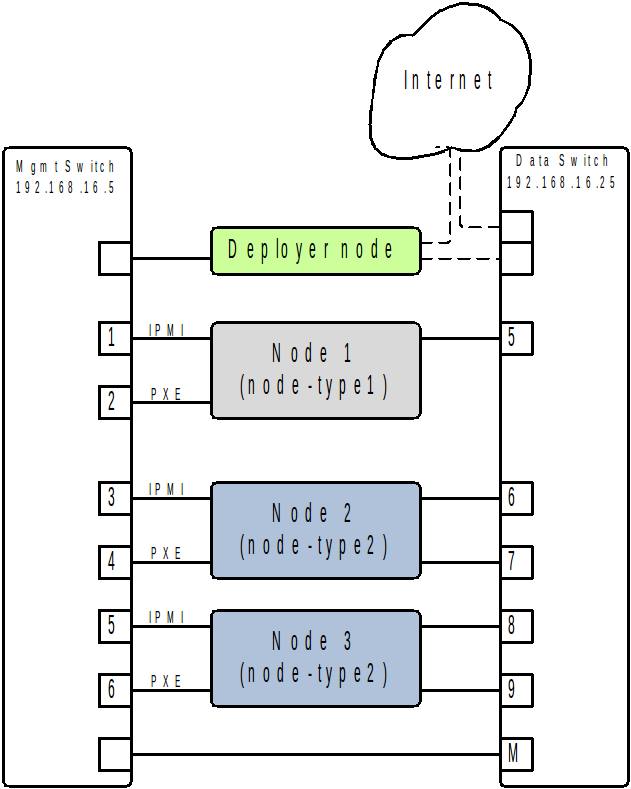 Internet
Mgmt Switch
192.168.16.5
Data Switch
192.168.16.25
Deployer node
1
IPMI
Node 1
(node-type1)
5
2
PXE
3
IPMI
Node 2
(node-type2)
6
4
PXE
7
5
IPMI
Node 3
(node-type2)
8
6
PXE
9
M